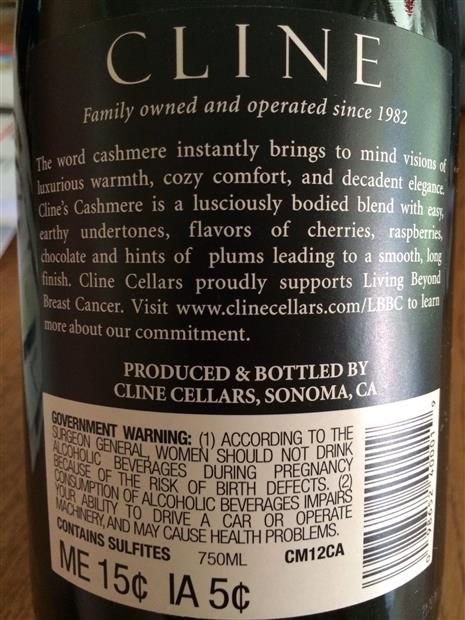 CLINE
Family owned and operated since 1982
The word cashmere instantly brings to mind visions of
luxurious warmth, cozy comfort, and decadent elegance.
Cline's Cashmere is a lusciously bodied blend with easy,
earthy undertones, flavors of cherries, raspberries,
chocolate and hints of plums leading to a smooth, long
finish. Cline Cellars proudly supports Living Beyond
Breast Cancer. Visit www.clinecellars.com/LBBC to learn
more about our commitment.
PRODUCED & BOTTLED BY
CLINE CELLARS, SONOMA, CA
GOVERNMENT WARNING: (1) ACCORDING TO THE
SURGEON GENERAL, WOMEN SHOULD NOT DRINK
ALCOHOLIC BEVERAGES DURING PREGNANCY
BECAUSE OF THE RISK OF BIRTH DEFECTS. (2)
CONSUMPTION OF ALCOHOLIC BEVERAGES IMPAIRS
YOUR ABILITY TO DRIVE A CAR OR OPERATE
MACHINERY, AND MAY CAUSE HEALTH PROBLEMS.
CONTAINS SULFITES 750ML CM12CA
ME 15¢ IA 5¢